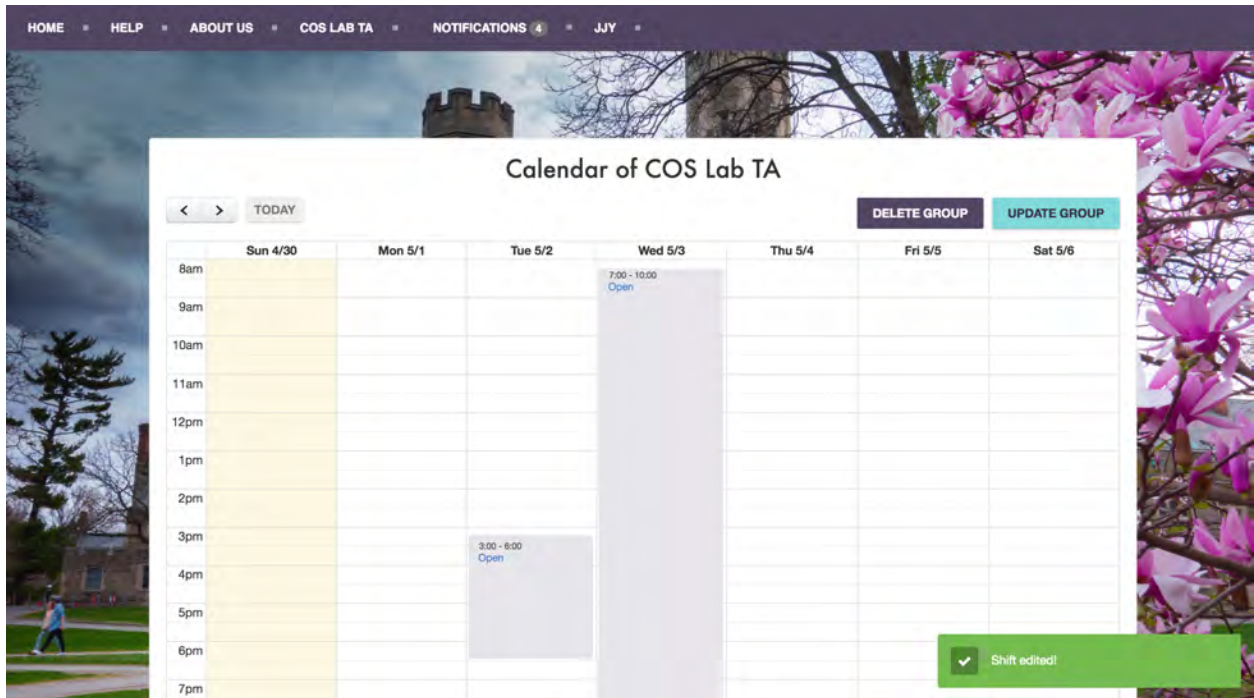 HOME HELP ABOUT US COS LAB TA NOTIFICATIONS 4 JJY
Calendar of COS Lab TA
< > TODAY DELETE GROUP UPDATE GROUP
Sun 4/30 Mon 5/1 Tue 5/2 Wed 5/3 Thu 5/4 Fri 5/5 Sat 5/6
8am
7:00 - 10:00
Open
9am
10am
11am
12pm
1pm
2pm
3pm
3:00 - 6:00
Open
4pm
5pm
6pm
Shift edited!
7pm